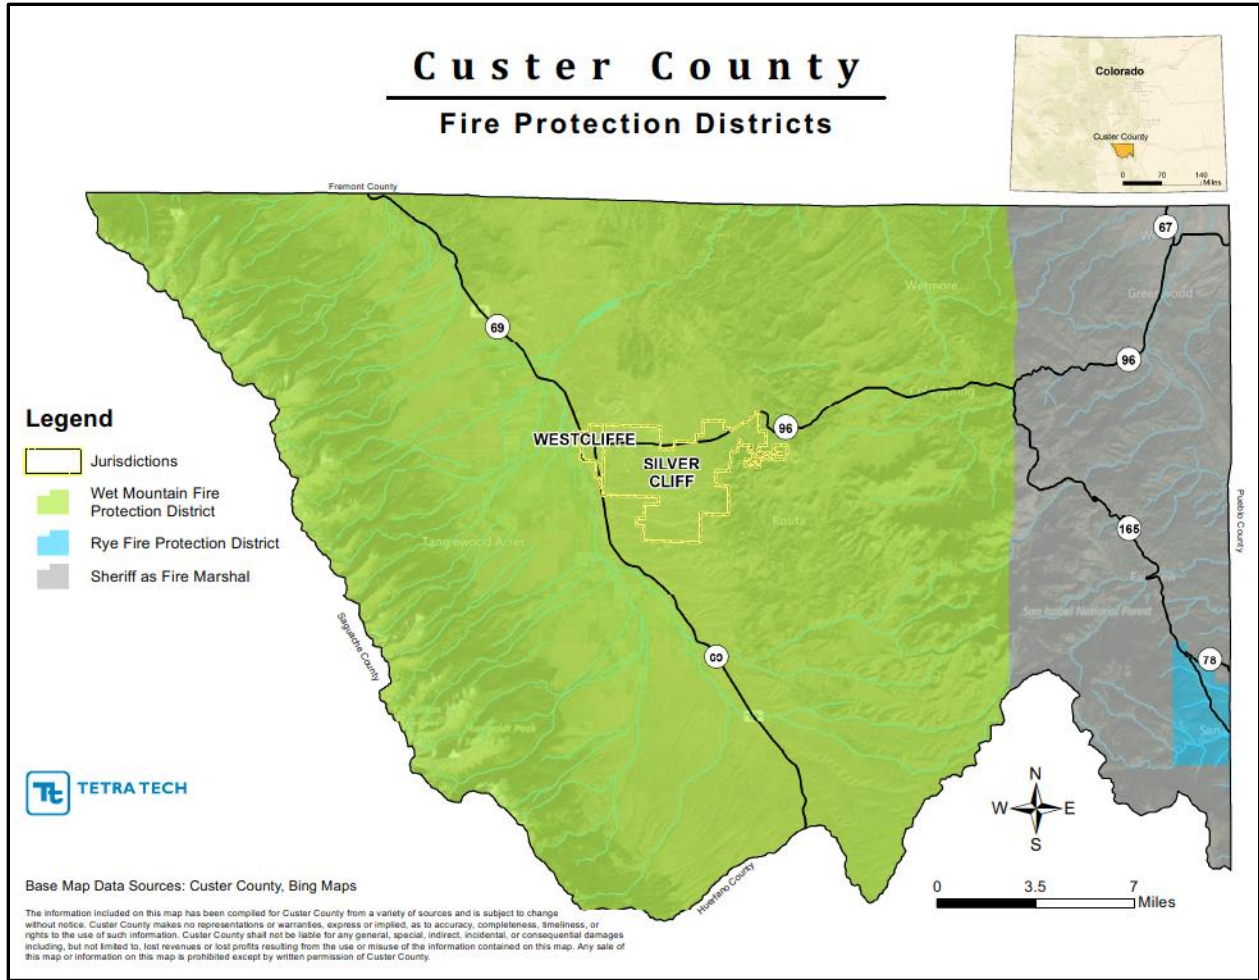 Custer County
Fire Protection Districts
Colorado
Custer County
0 70 140
Miles
Fremont County
67
Wetmore
Greenwood
69
96
Legend
Jurisdictions
Wet Mountain Fire
Protection District
Rye Fire Protection District
Sheriff as Fire Marshal
WESTCLIFFE
96
SILVER
CLIFF
Rosita
Tanglewood Acres
165
Pueblo County
San Isabel National Forest
Saguache County
69
78
San
TETRA TECH
N
W E
S
Huerfano County
0 3.5 7
Miles
Base Map Data Sources: Custer County, Bing Maps
The information included on this map has been compiled for Custer County from a variety of sources and is subject to change
without notice. Custer County makes no representations or warranties, express or implied, as to accuracy, completeness, timeliness, or
rights to the use of such information. Custer County shall not be liable for any general, special, indirect, incidental, or consequential damages
including, but not limited to, lost revenues or lost profits resulting from the use or misuse of the information contained on this map. Any sale of
this map or information on this map is prohibited except by written permission of Custer County.